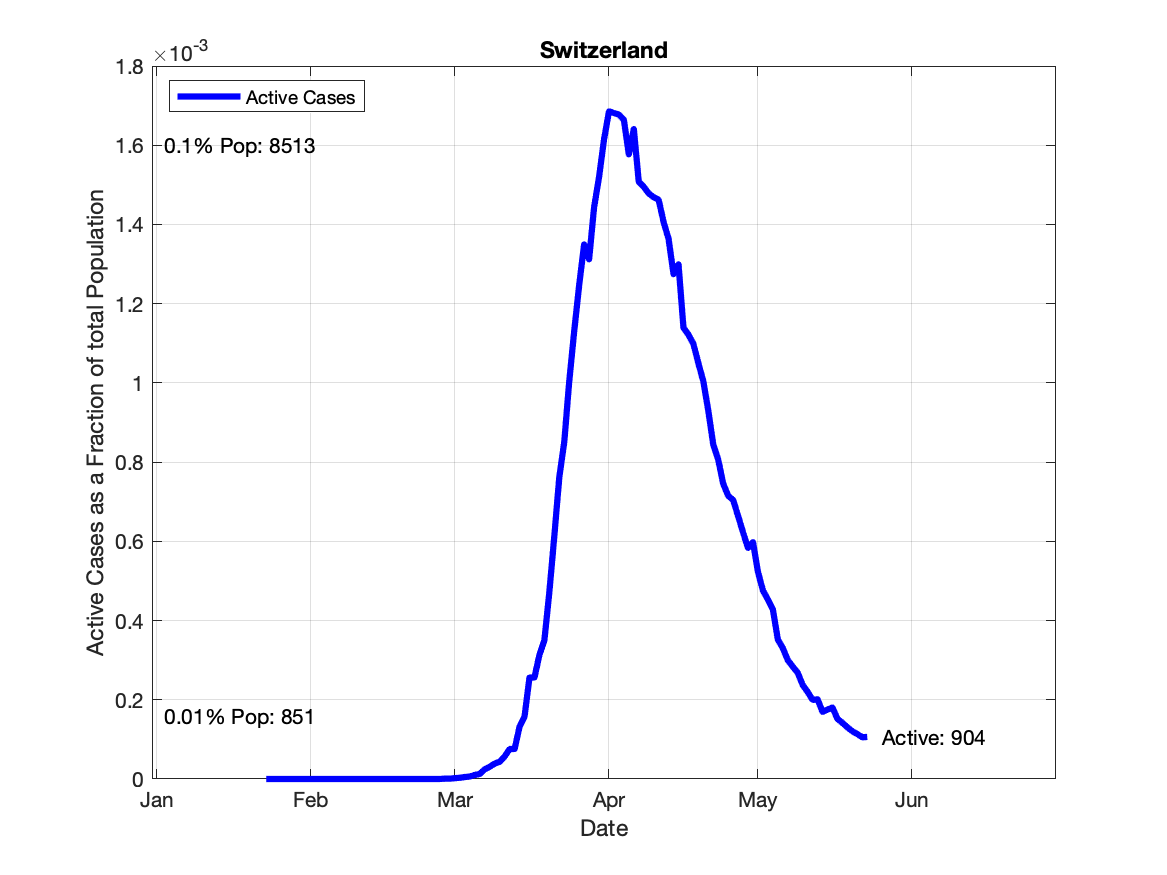 Switzerland
×10-3
1.8
1.6
1.4
1.2
1
0.8
0.6
0.4
0.2
0
Active Cases
0.1% Pop: 8513
0.01% Pop: 851
Active: 904
Active Cases as a Fraction of total Population
Jan Feb Mar Apr May Jun
Date